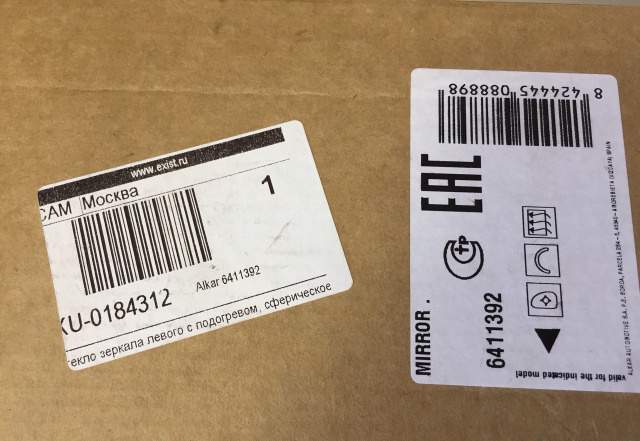 www.exist.ru
САМ Москва
1
KU-0184312
Alkar 6411392
екло зеркала левого с подогревом, сферическое
8 424445 088898
EAC
MIRROR .
6411392
valid for the indicated model